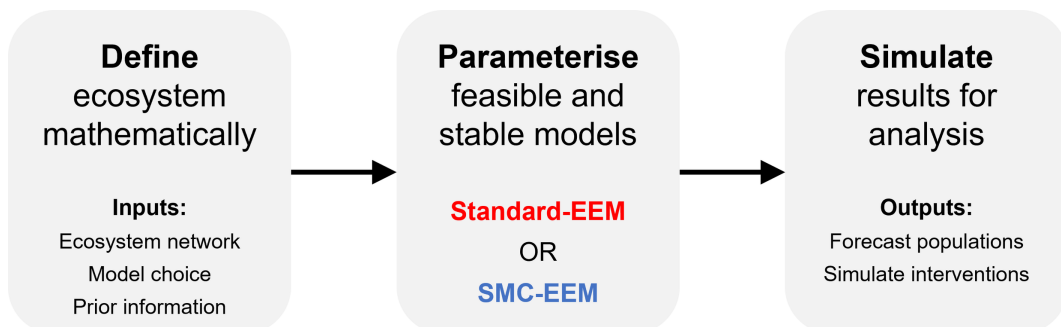 Define
ecosystem
mathematically
Inputs:
Ecosystem network
Model choice
Prior information
Parameterise
feasible and
stable models
Standard-EEM
OR
SMC-EEM
Simulate
results for
analysis
Outputs:
Forecast populations
Simulate interventions